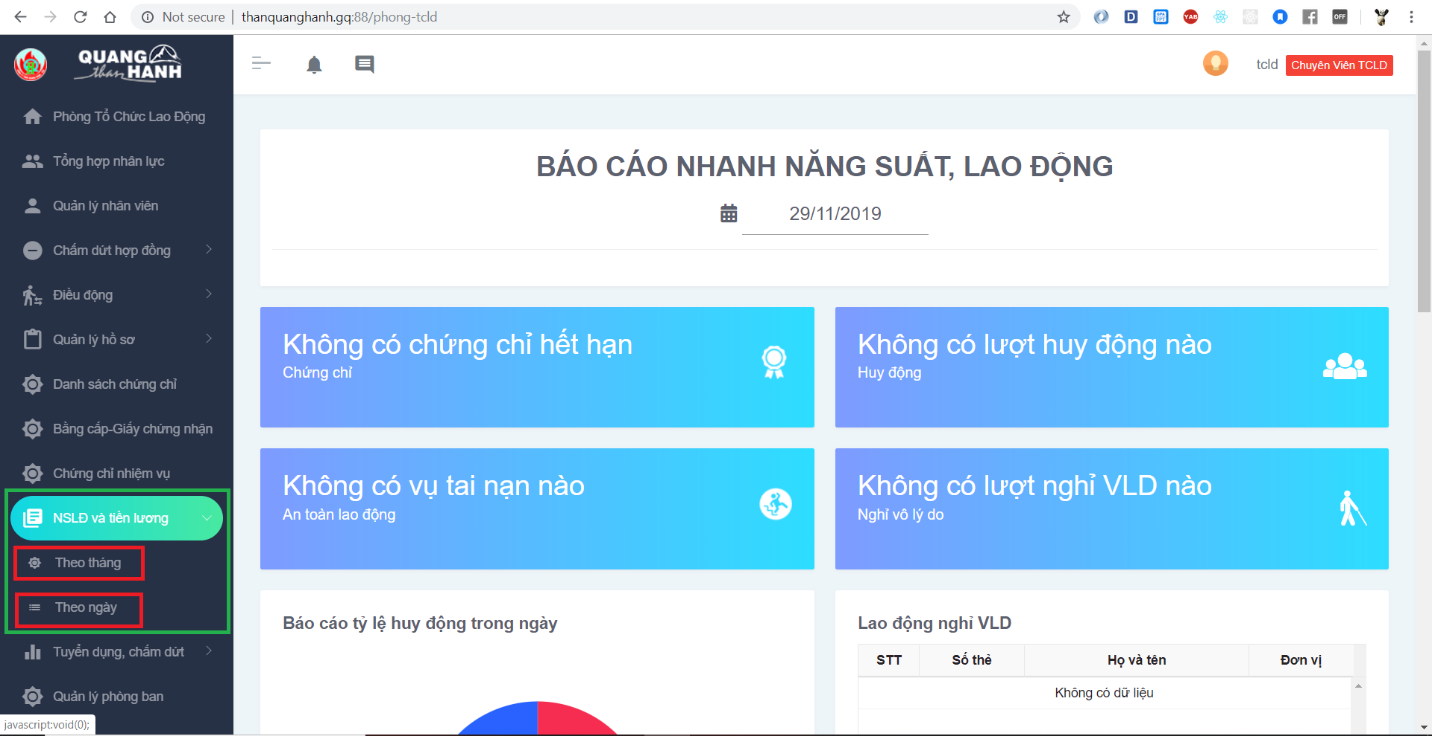 Not secure | thanquanghanh.gq:88/phong-tcld
D
YAB
OFF
QUANG
than HANH
tcld Chuyên Viên TCLD
Phòng Tổ Chức Lao Động
Tổng hợp nhân lực
Quản lý nhân viên
Chấm dứt hợp đồng
Điều động
Quản lý hồ sơ
Danh sách chứng chỉ
Bằng cấp-Giấy chứng nhận
Chứng chỉ nhiệm vụ
NSLĐ và tiền lương
Theo tháng
Theo ngày
Tuyển dụng, chấm dứt
Quản lý phòng ban
javascript:void(0);
BÁO CÁO NHANH NĂNG SUẤT, LAO ĐỘNG
29/11/2019
Không có chứng chỉ hết hạn
Chứng chỉ
Không có lượt huy động nào
Huy động
Không có vụ tai nạn nào
An toàn lao động
Không có lượt nghỉ VLD nào
Nghỉ vô lý do
Báo cáo tỷ lệ huy động trong ngày
Lao động nghỉ VLD
STT Số thẻ Họ và tên Đơn vị
Không có dữ liệu